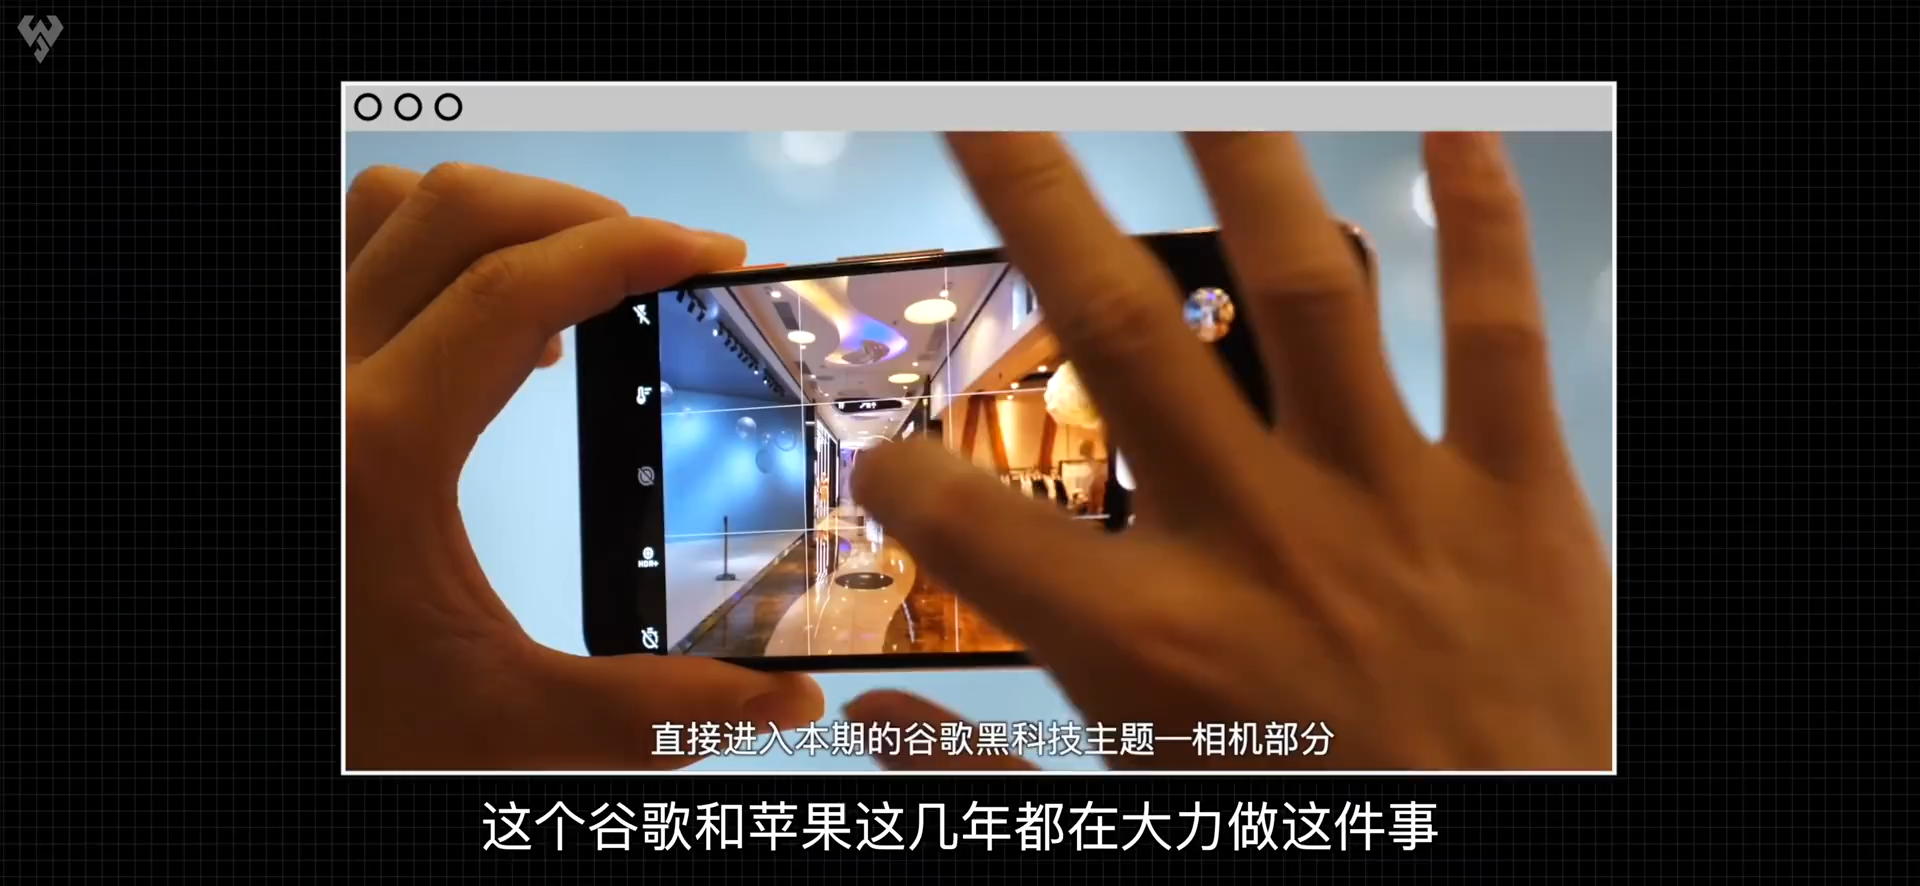 HDR+
直接进入本期的谷歌黑科技主题—相机部分
这个谷歌和苹果这几年都在大力做这件事